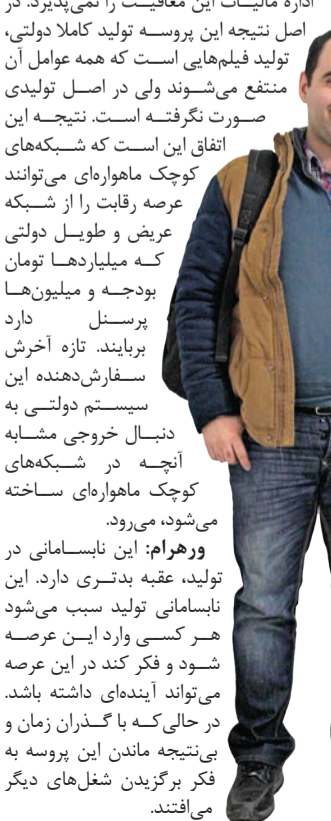 اداره مالیات این معافیت را نمی‌پذیرد. در
اصل نتیجه این پروسه تولید کاملا دولتی،
تولید فیلم‌هایی است که همه عوامل آن
منتفع می‌شوند ولی در اصل تولیدی
صورت نگرفته است. نتیجه این
اتفاق این است که شبکه‌های
کوچک ماهواره‌ای می‌توانند
عرصه رقابت را از شبکه
عریض و طویل دولتی
که میلیاردها تومان
بودجه و میلیون‌ها
پرسنل دارد
بربایند. تازه آخرش
سفارش‌دهنده این
سیستم دولتی به
دنبال خروجی مشابه
آنچه در شبکه‌های
کوچک ماهواره‌ای ساخته
می‌شود، می‌رود.
ورهرام: این نابسامانی در
تولید، عقبه بدتری دارد. این
نابسامانی تولید سبب می‌شود
هر کسی وارد این عرصه
شود و فکر کند در این عرصه
می‌تواند آینده‌ای داشته باشد.
در حالی‌که با گذران زمان و
بی‌نتیجه ماندن این پروسه به
فکر برگزیدن شغل‌های دیگر
می‌افتند.